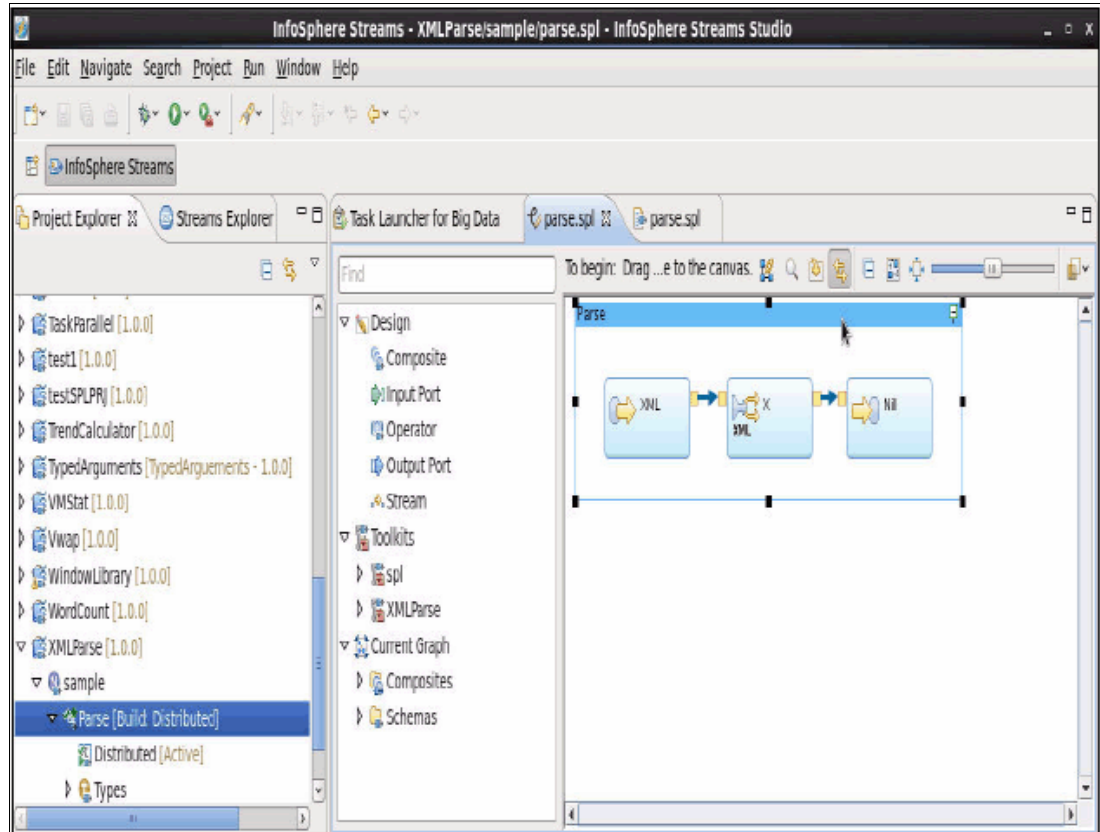 InfoSphere Streams - XMLParse/sample/parse.spl - InfoSphere Streams Studio
File Edit Navigate Search Project Run Window Help
InfoSphere Streams
Project Explorer
Streams Explorer
Task Launcher for Big Data
parse.spl
parse.spl
Find
To begin: Drag ...e to the canvas.
TaskParallel [1.0.0]
test1 [1.0.0]
testSPLPRJ [1.0.0]
TrendCalculator [1.0.0]
TypedArguments [TypedArguements - 1.0.0]
VMStat [1.0.0]
Vwap [1.0.0]
WindowLibrary [1.0.0]
WordCount [1.0.0]
XMLParse [1.0.0]
sample
Parse [Build: Distributed]
Distributed [Active]
Types
Design
Composite
Input Port
Operator
Output Port
Stream
Toolkits
spl
XMLParse
Current Graph
Composites
Schemas
Parse
XML
X
XML
Nil